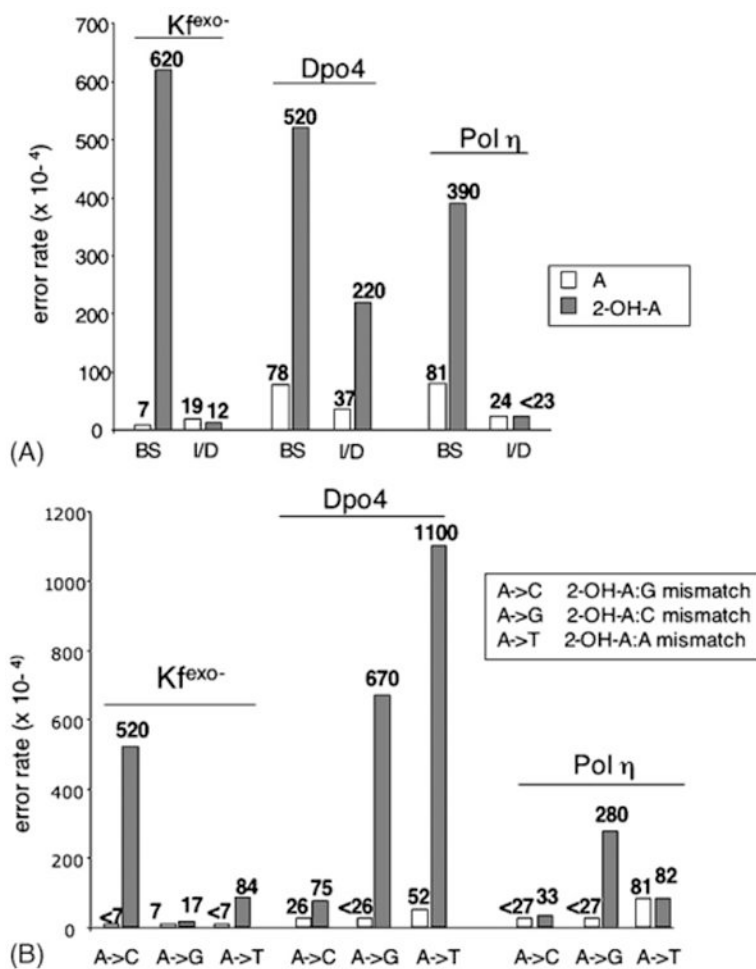 Kf^exo-
Dpo4
Pol η
700
600
500
400
300
200
100
0
error rate (x 10-⁴)
620
520
390
220
7
19
12
78
37
81
24
<23
BS
I/D
BS
I/D
BS
I/D
A
2-OH-A
(A)
Dpo4
Kf^exo-
Pol η
1200
1000
800
600
400
200
0
error rate (x 10-⁴⁾
A->C 2-OH-A:G mismatch
A->G 2-OH-A:C mismatch
A->T 2-OH-A:A mismatch
<7
520
7
17
<7
84
26
75
<26
670
52
1100
<27
33
<27
280
81
82
A->C
A->G
A->T
A->C
A->G
A->T
A->C
A->G
A->T
(B)